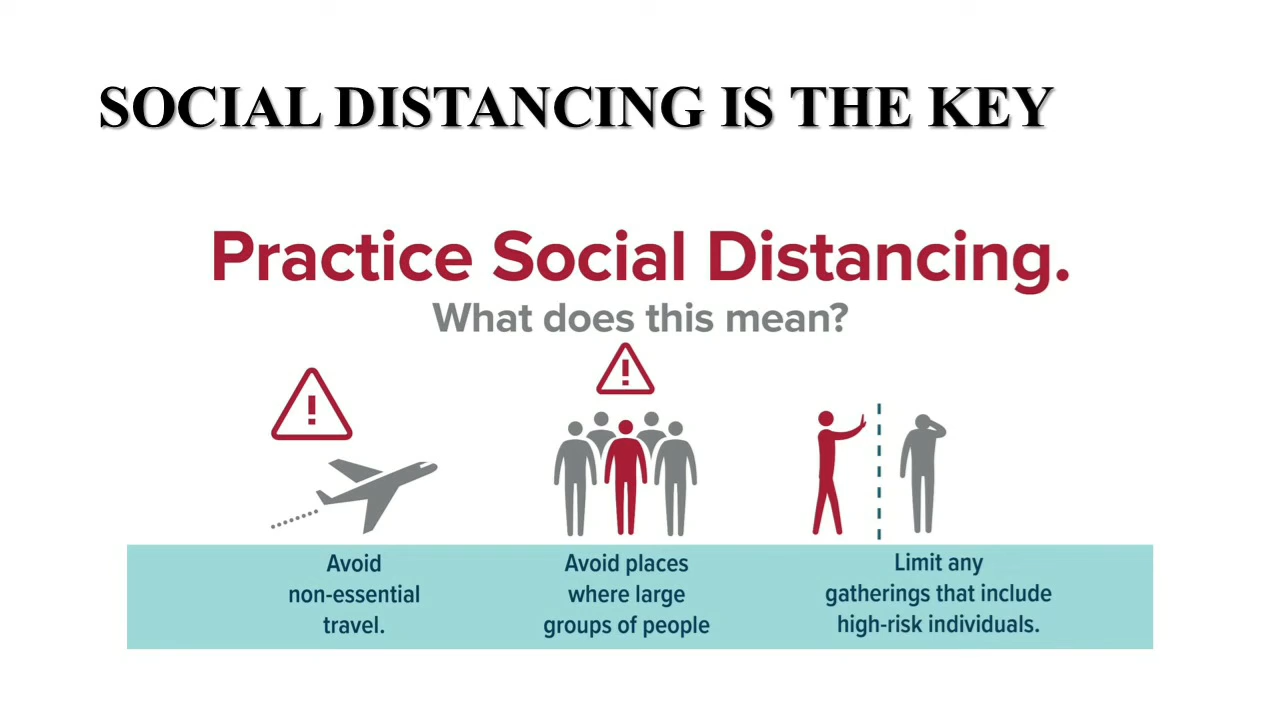 SOCIAL DISTANCING IS THE KEY
Practice Social Distancing.
What does this mean?
Avoid
non-essential
travel.
Avoid places
where large
groups of people
Limit any
gatherings that include
high-risk individuals.